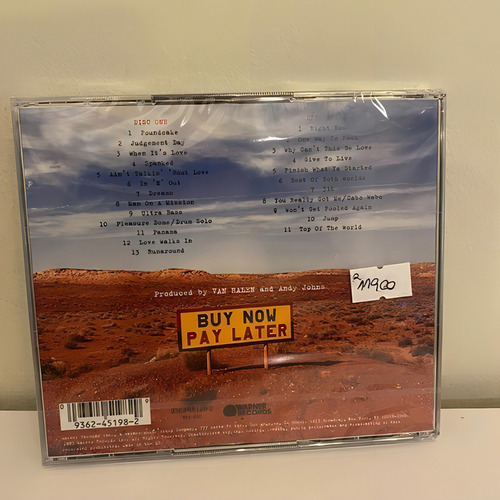 DISC ONE
1 Poundcake
2 Judgement Day
3 When It's Love
4 Spanked
5 Ain't Talkin' 'Bout Love
6 In 'N' Out
7 Dreams
8 Man On A Mission
9 Ultra Bass
10 Pleasure Dome/Drum Solo
11 Panama
12 Love Walks In
13 Runaround
1 Right Now
One Way To Rock
3 Why Can't This Be Love
4 Give To Live
5 Finish What Ya Started
6 Best Of Both Worlds
7 316
8 You Really Got Me/Cabo Wabo
9 Won't Get Fooled Again
10 Jump
11 Top Of The World
Produced by VAN HALEN and Andy Johns
BUY NOW
PAY LATER
WARNER
RECORDS
9362-45198-2